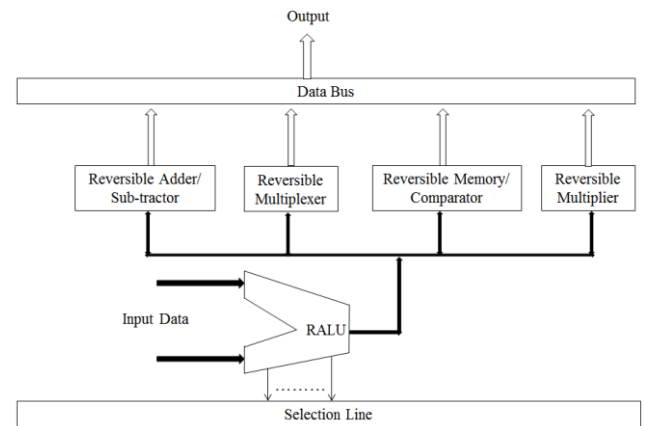 Output
Data Bus
Reversible Adder/
Sub-tractor
Reversible
Multiplexer
Reversible Memory/
Comparator
Reversible
Multiplier
Input Data
RALU
.........
Selection Line